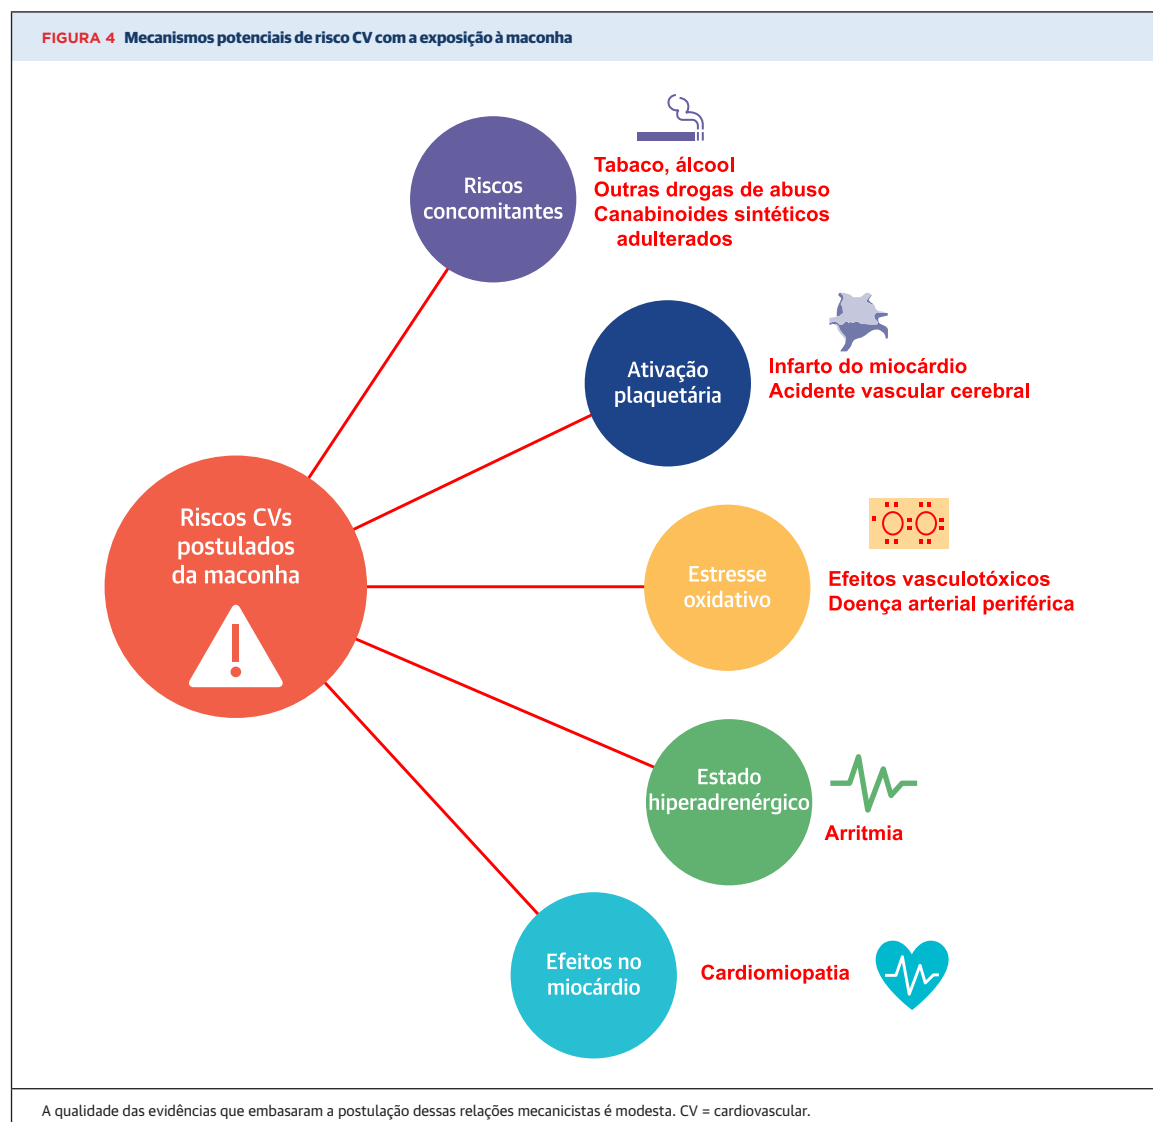 FIGURA 4 Mecanismos potenciais de risco CV com a exposição à maconha
Riscos
concomitantes
Tabaco, álcool
Outras drogas de abuso
Canabinoides sintéticos
adulterados
Ativação
plaquetária
Infarto do miocárdio
Acidente vascular cerebral
Riscos CVs
postulados
da maconha
Estresse
oxidativo
Efeitos vasculotóxicos
Doença arterial periférica
Estado
hiperadrenérgico
Arritmia
Efeitos no
miocárdio
Cardiomiopatia
A qualidade das evidências que embasaram a postulação dessas relações mecanicistas é modesta. CV = cardiovascular.